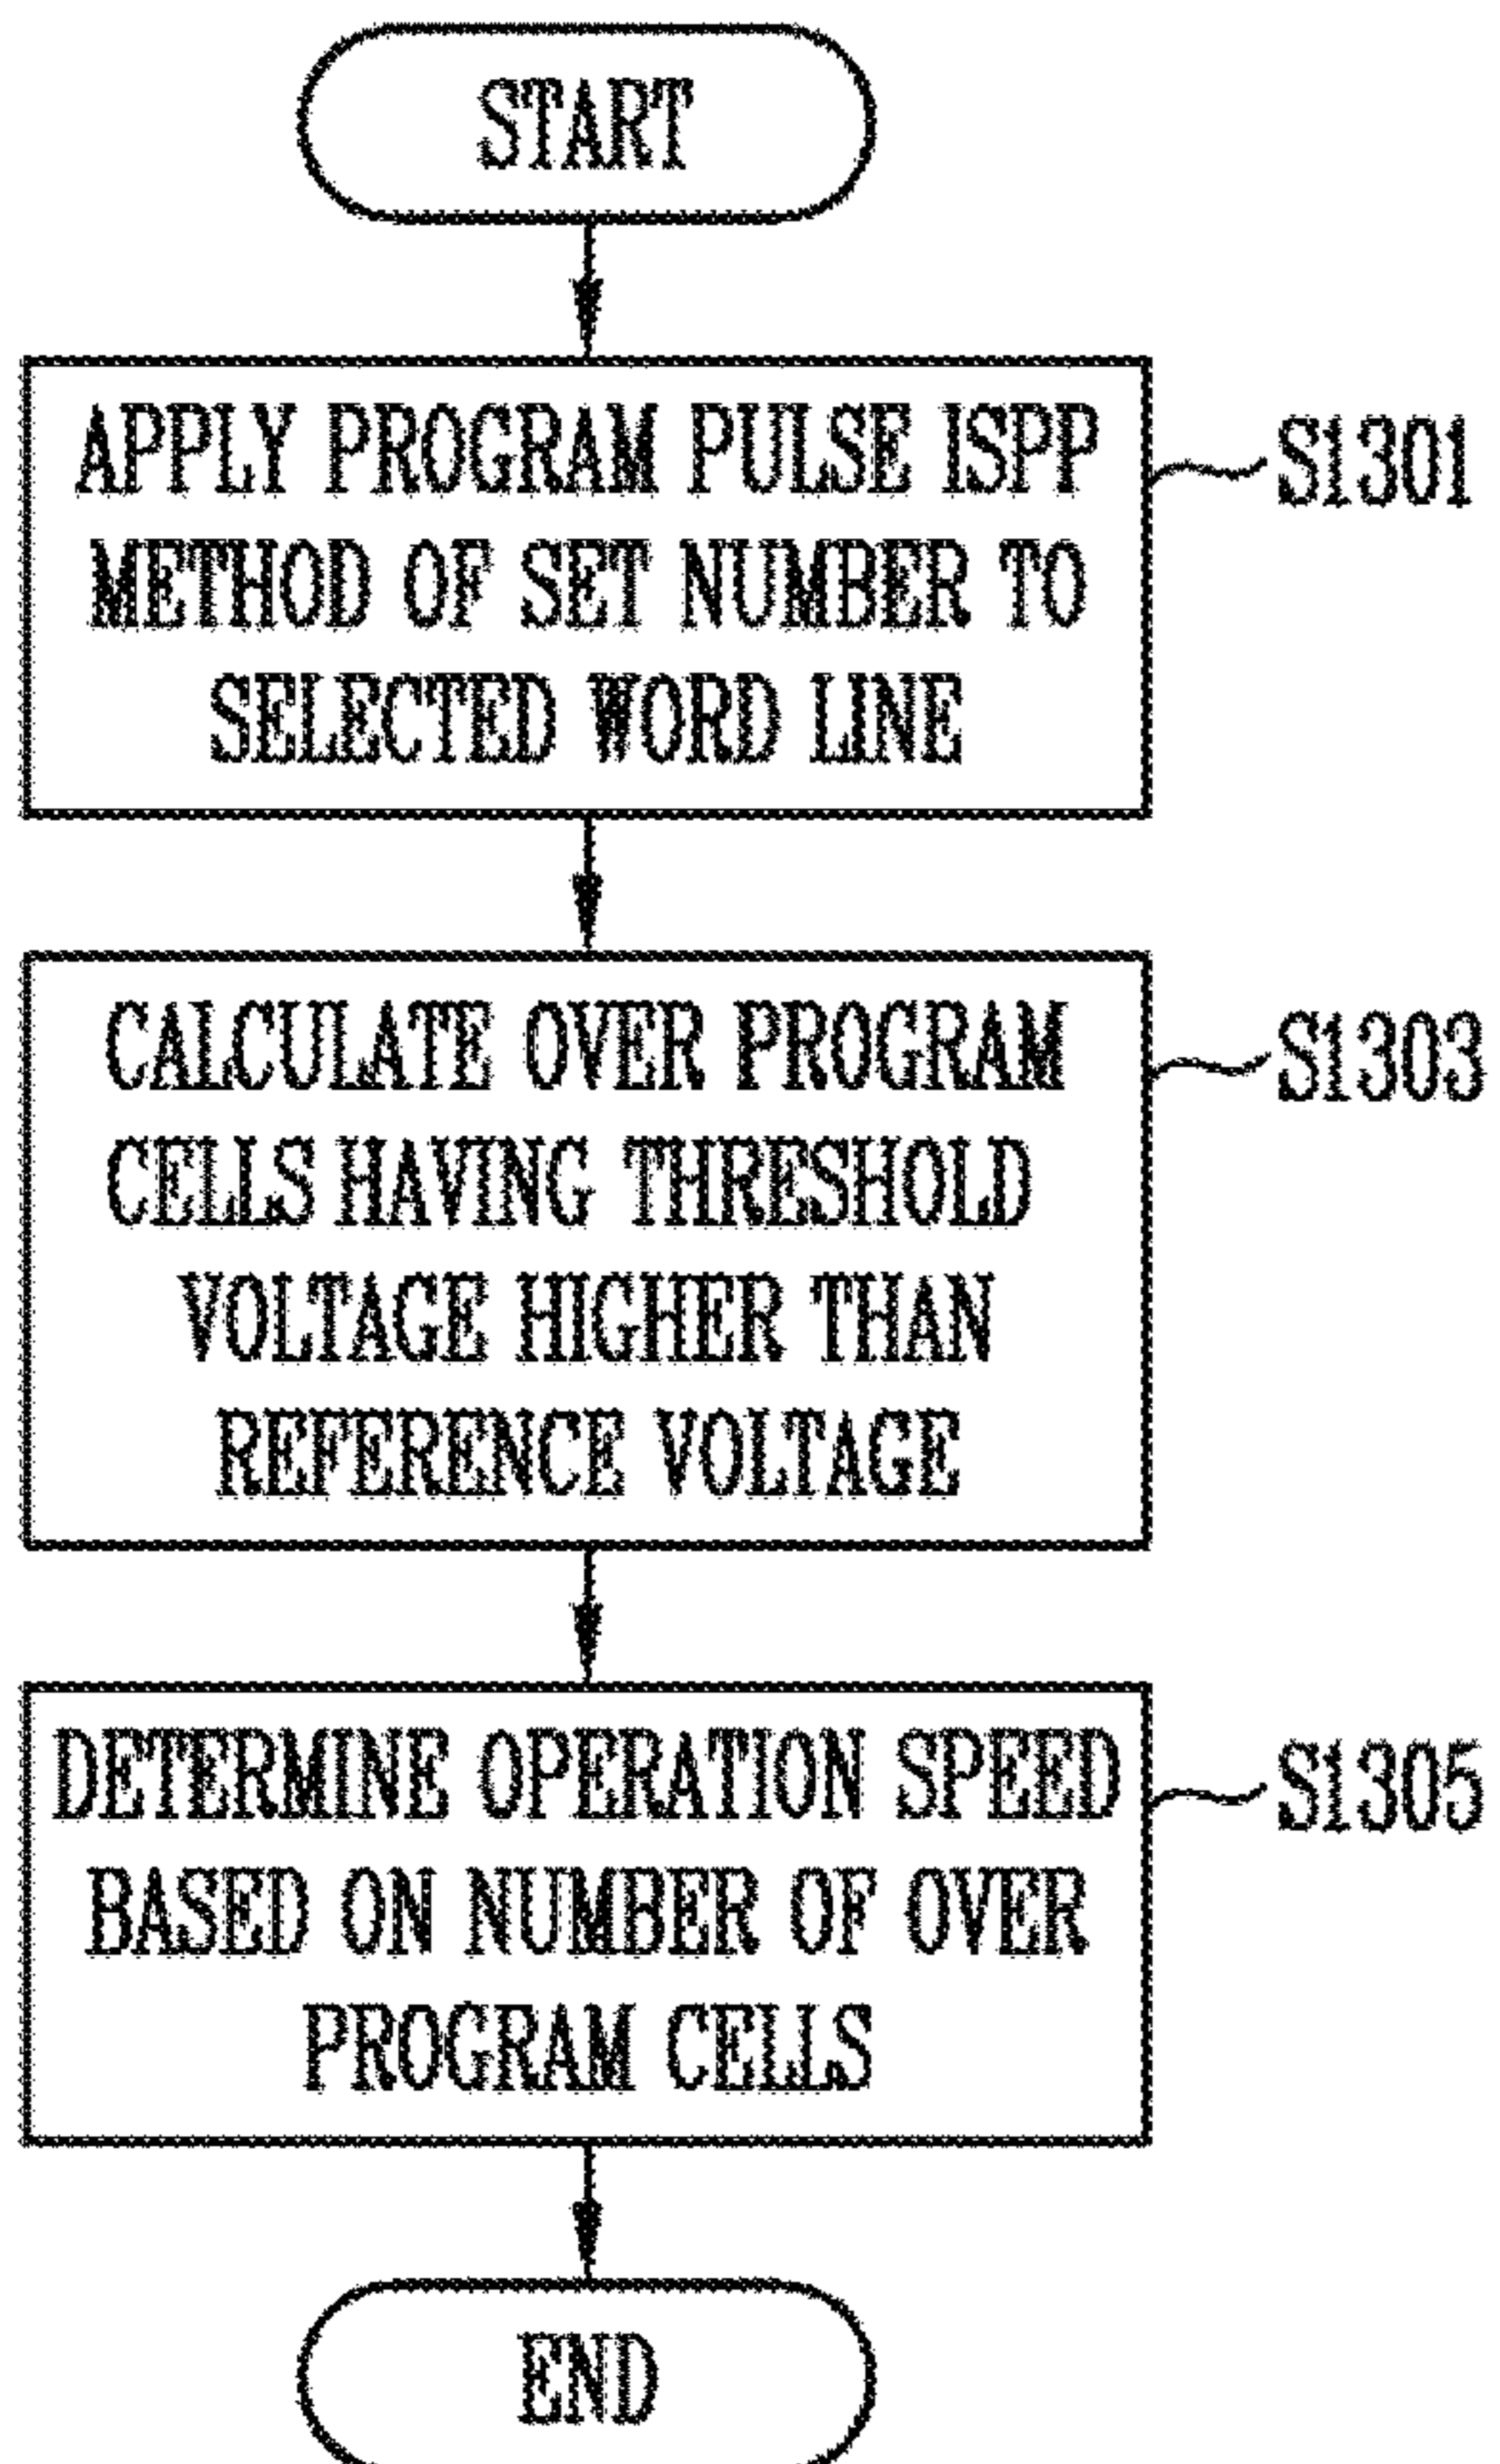 START
APPLY PROGRAM PULSE ISPP
METHOD OF SET NUMBER TO
SELECTED WORD LINE
S1301
CALCULATE OVER PROGRAM
CELLS HAVING THRESHOLD
VOLTAGE HIGHER THAN
REFERENCE VOLTAGE
S1303
DETERMINE OPERATION SPEED
BASED ON NUMBER OF OVER
PROGRAM CELLS
S1305
END